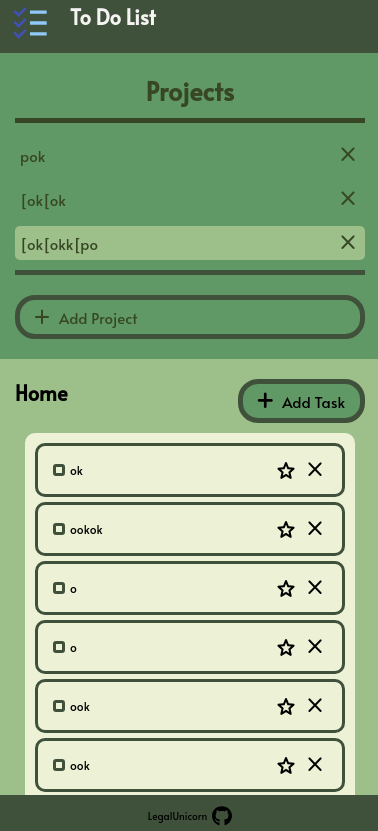 To Do List
Projects
pok
[ok[ok
[ok[okk[po
Add Project
Home
Add Task
ok
ookok
o
o
ook
ook
LegalUnicorn